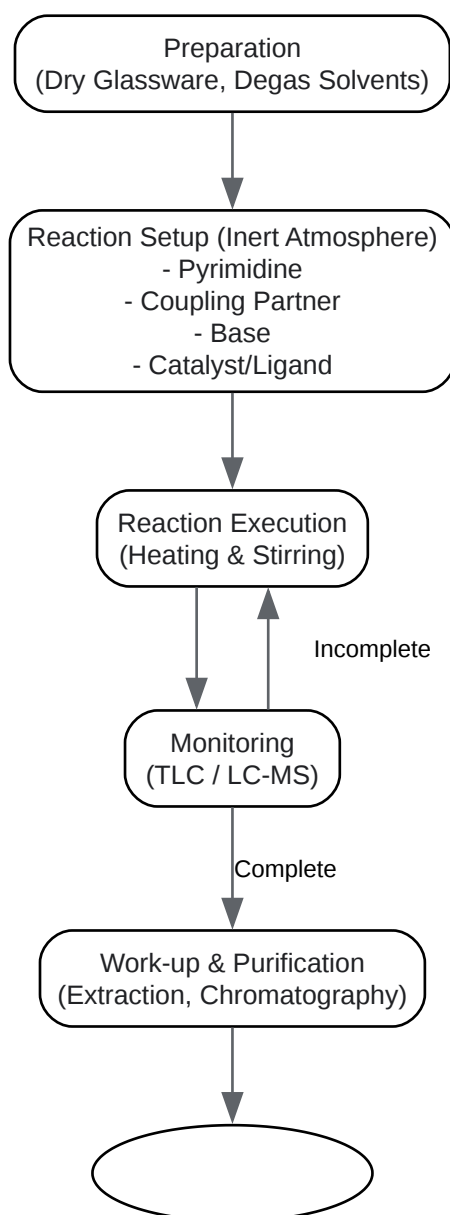 Preparation
(Dry Glassware, Degas Solvents)
Reaction Setup (Inert Atmosphere)
- Pyrimidine
- Coupling Partner
- Base
- Catalyst/Ligand
Reaction Execution
(Heating & Stirring)
Incomplete
Monitoring
(TLC / LC-MS)
Complete
Work-up & Purification
(Extraction, Chromatography)